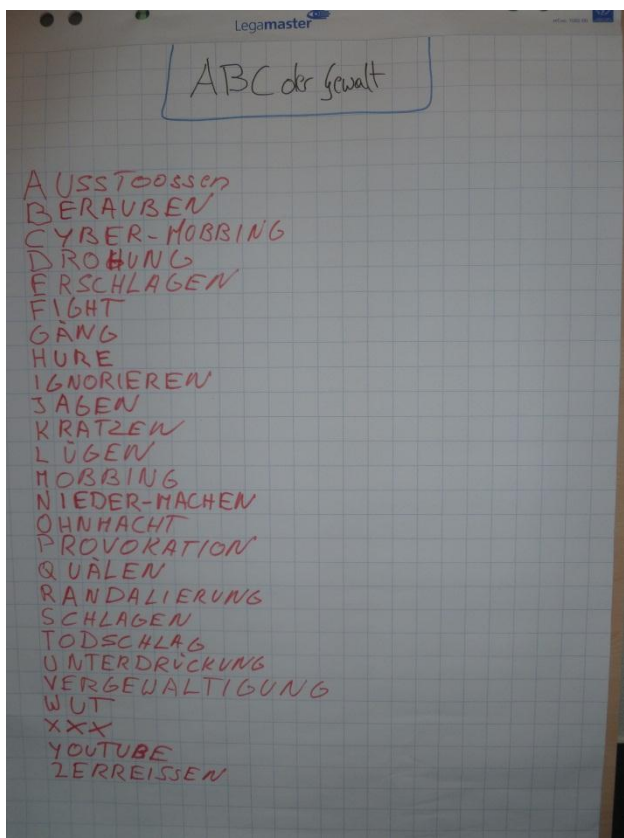 Legamaster
ABC der Gewalt
AUSSToossen
BERAUBEN
CYBER-MOBBING
DROHUNG
ERSCHLAGEN
FIGHT
GÄNG
HURE
IGNORIEREN
JAGEN
KRATZEN
LÜGEN
MOBBING
NIEDER-MACHEN
OHNMACHT
PROVOKATION
QUÄLEN
RANDALIERUNG
SCHLAGEN
TODSCHLAG
UNTERDRÜCKUNG
VERGEWALTIGUNG
WUT
XXX
YOUTUBE
ZERREISSEN